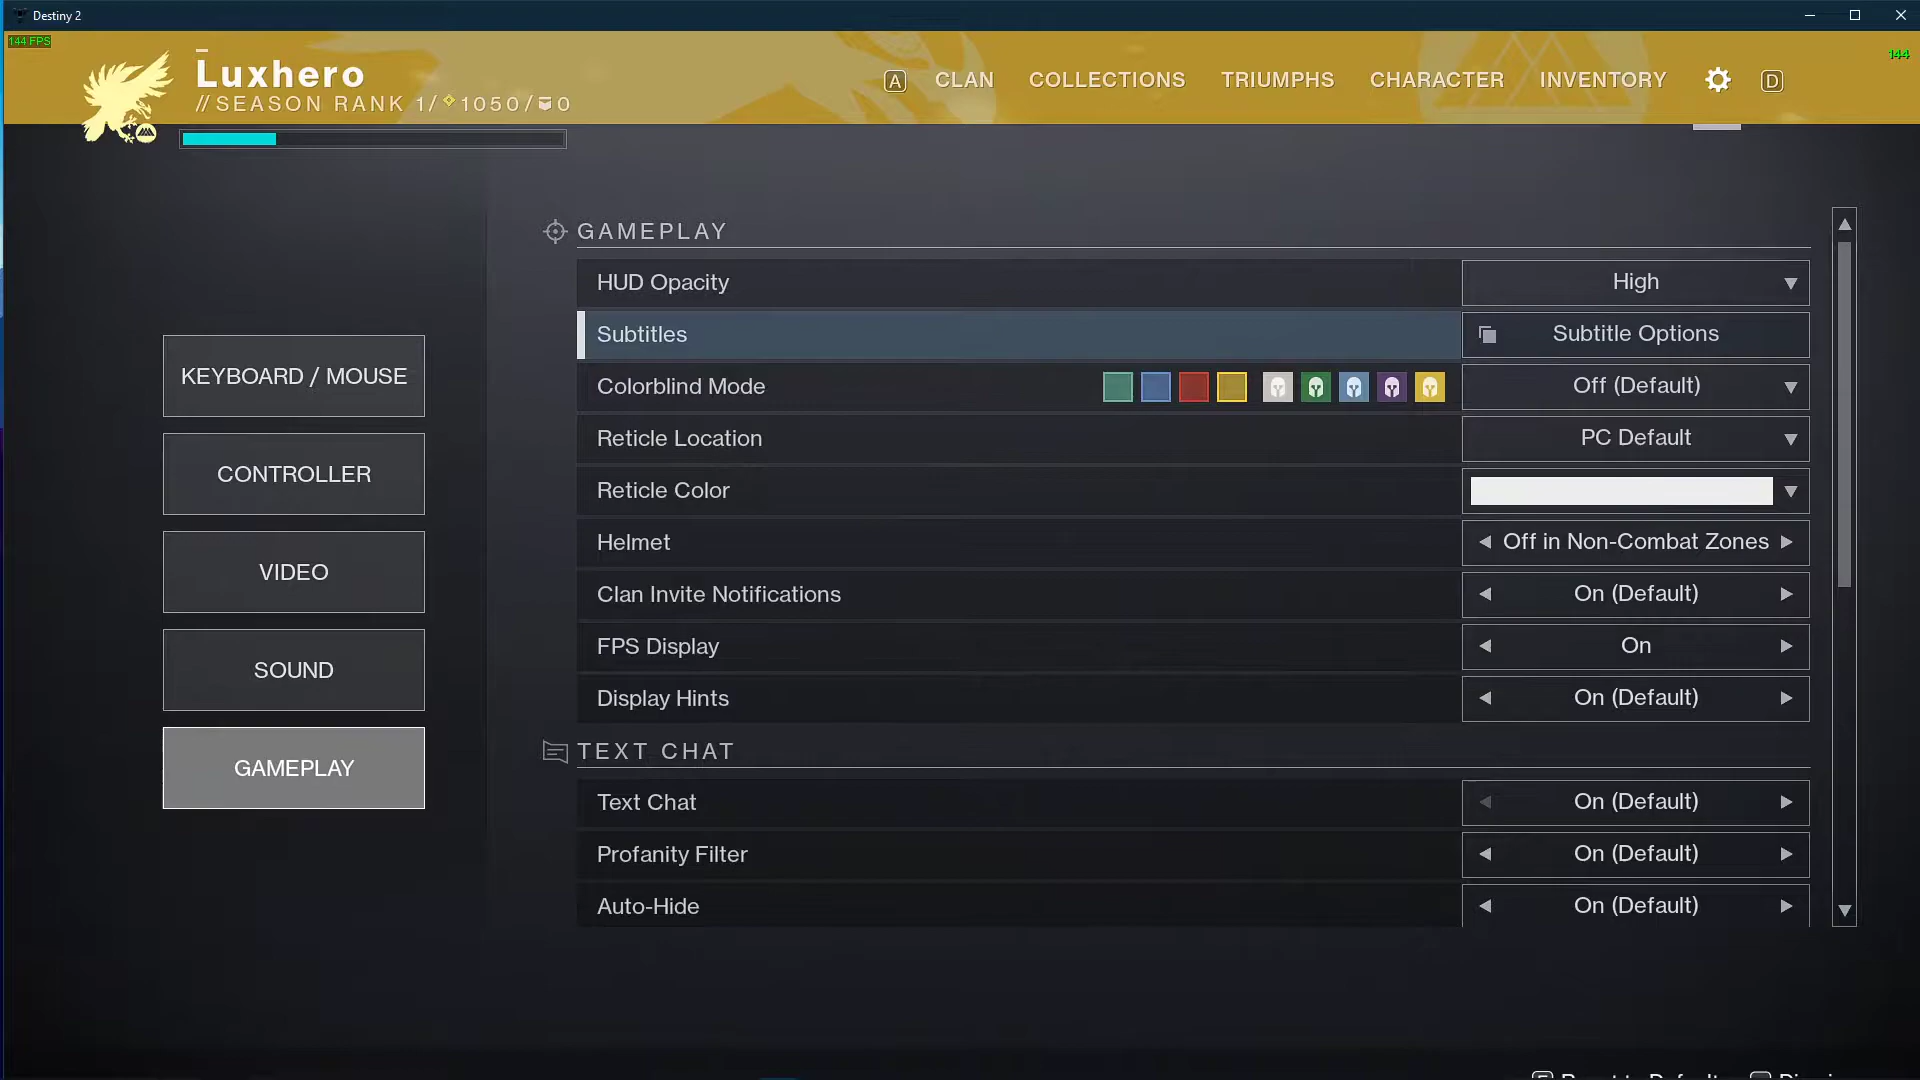 Destiny 2
144 FPS
144
Luxhero
//SEASON RANK 1/1050/0
A CLAN COLLECTIONS TRIUMPHS CHARACTER INVENTORY D
KEYBOARD / MOUSE
CONTROLLER
VIDEO
SOUND
GAMEPLAY
GAMEPLAY
HUD Opacity High
Subtitles Subtitle Options
Colorblind Mode Off (Default)
Reticle Location PC Default
Reticle Color
Helmet Off in Non-Combat Zones
Clan Invite Notifications On (Default)
FPS Display On
Display Hints On (Default)
TEXT CHAT
Text Chat On (Default)
Profanity Filter On (Default)
Auto-Hide On (Default)